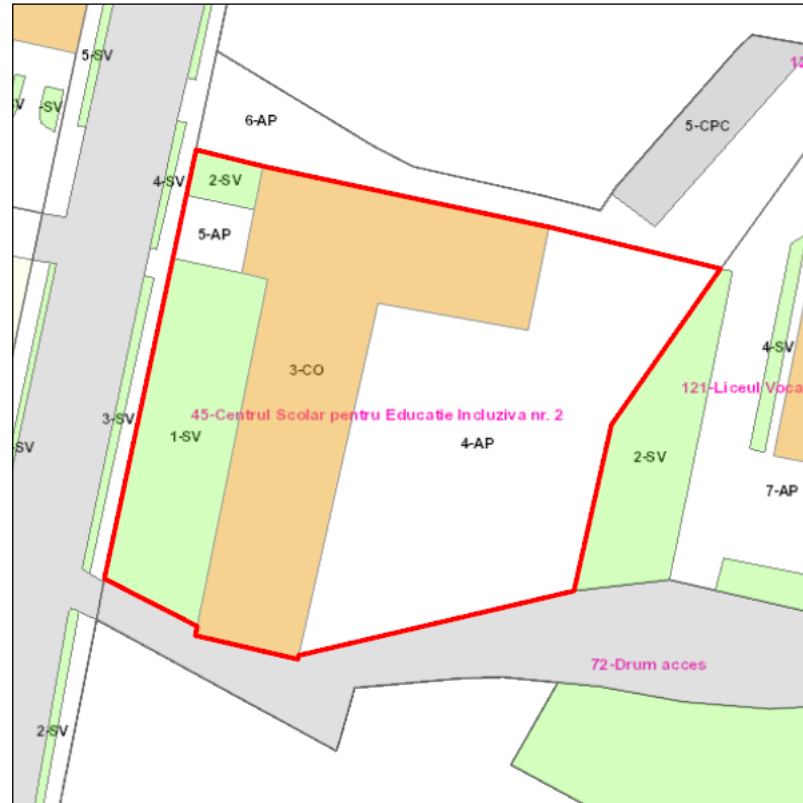 5-SV
12
-SV
6-AP
5-CPC
4-SV
2-SV
5-AP
4-SV
3-CO
121-Liceul Voca
45-Centrul Scolar pentru Educatie Incluziva nr. 2
3-SV
1-SV
4-AP
-SV
2-SV
7-AP
72-Drum acces
2-SV